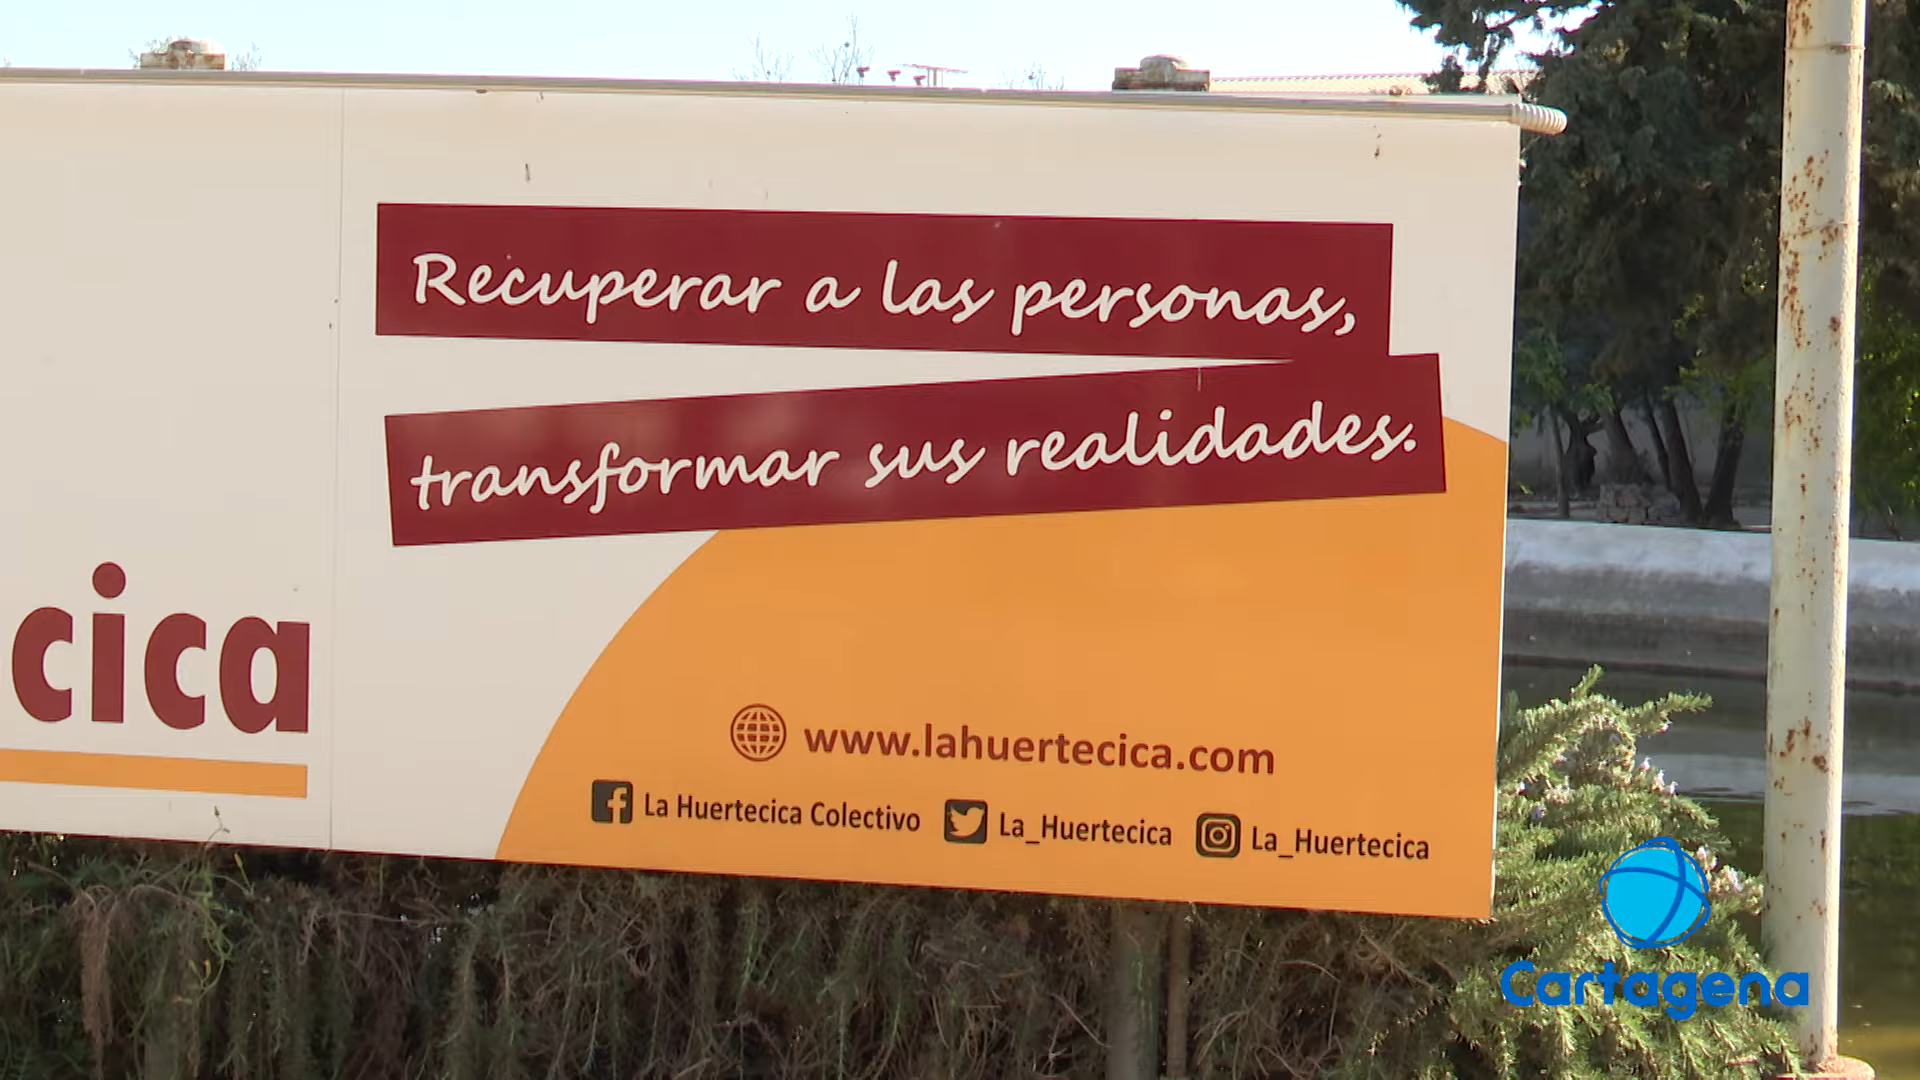 Recuperar a las personas,
transformar sus realidades.
cica
www.lahuertecica.com
La Huertecica Colectivo La_Huertecica La_Huertecica
Cartagena